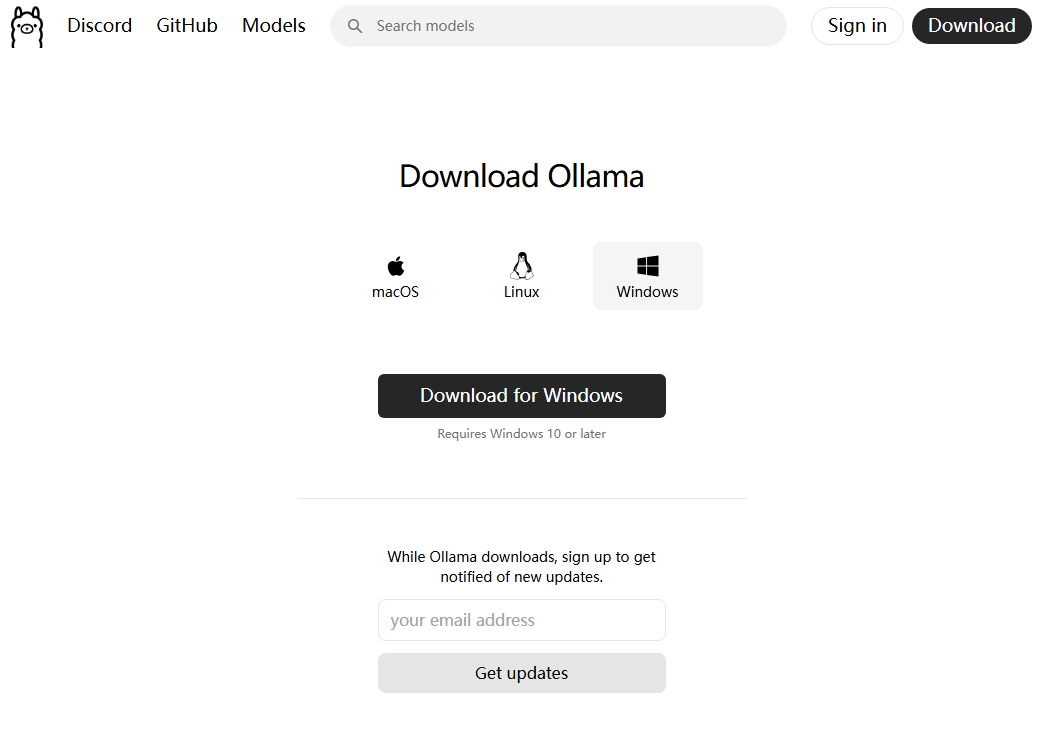 Discord GitHub Models Search models Sign in Download
Download Ollama
macOS Linux Windows
Download for Windows
Requires Windows 10 or later
While Ollama downloads, sign up to get
notified of new updates.
your email address
Get updates